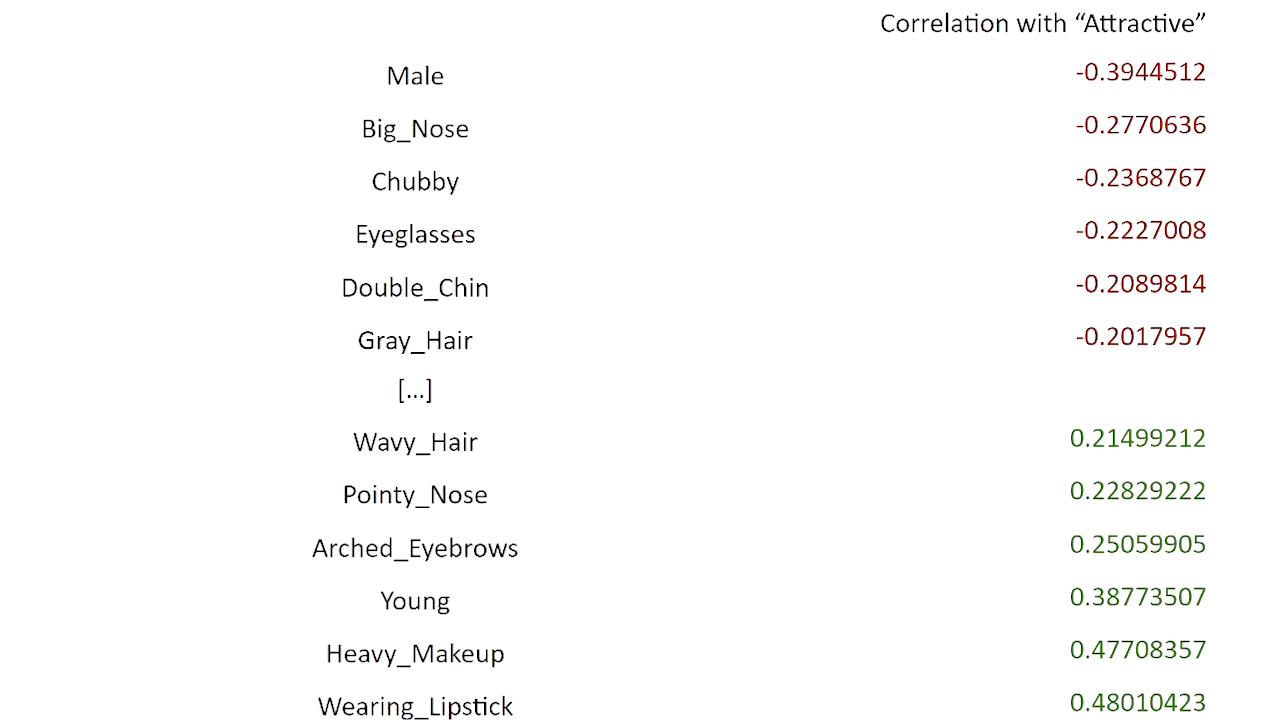 Correlation with “Attractive”
Male -0.3944512
Big_Nose -0.2770636
Chubby -0.2368767
Eyeglasses -0.2227008
Double_Chin -0.2089814
Gray_Hair -0.2017957
[...]
Wavy_Hair 0.21499212
Pointy_Nose 0.22829222
Arched_Eyebrows 0.25059905
Young 0.38773507
Heavy_Makeup 0.47708357
Wearing_Lipstick 0.48010423